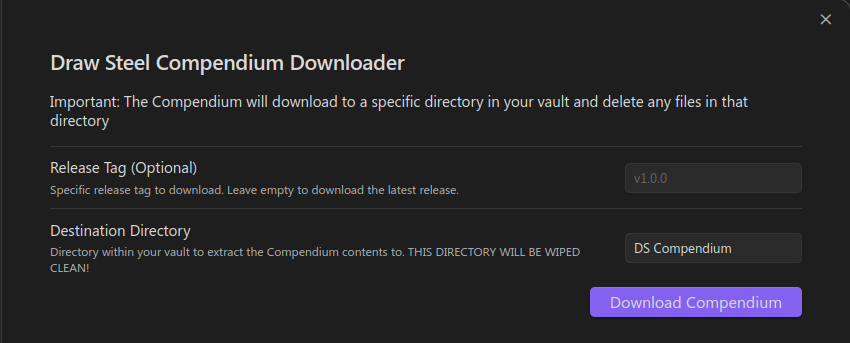 Draw Steel Compendium Downloader
Important: The Compendium will download to a specific directory in your vault and delete any files in that
directory
Release Tag (Optional)
Specific release tag to download. Leave empty to download the latest release.
v1.0.0
Destination Directory
Directory within your vault to extract the Compendium contents to. THIS DIRECTORY WILL BE WIPED
CLEAN!
DS Compendium
Download Compendium